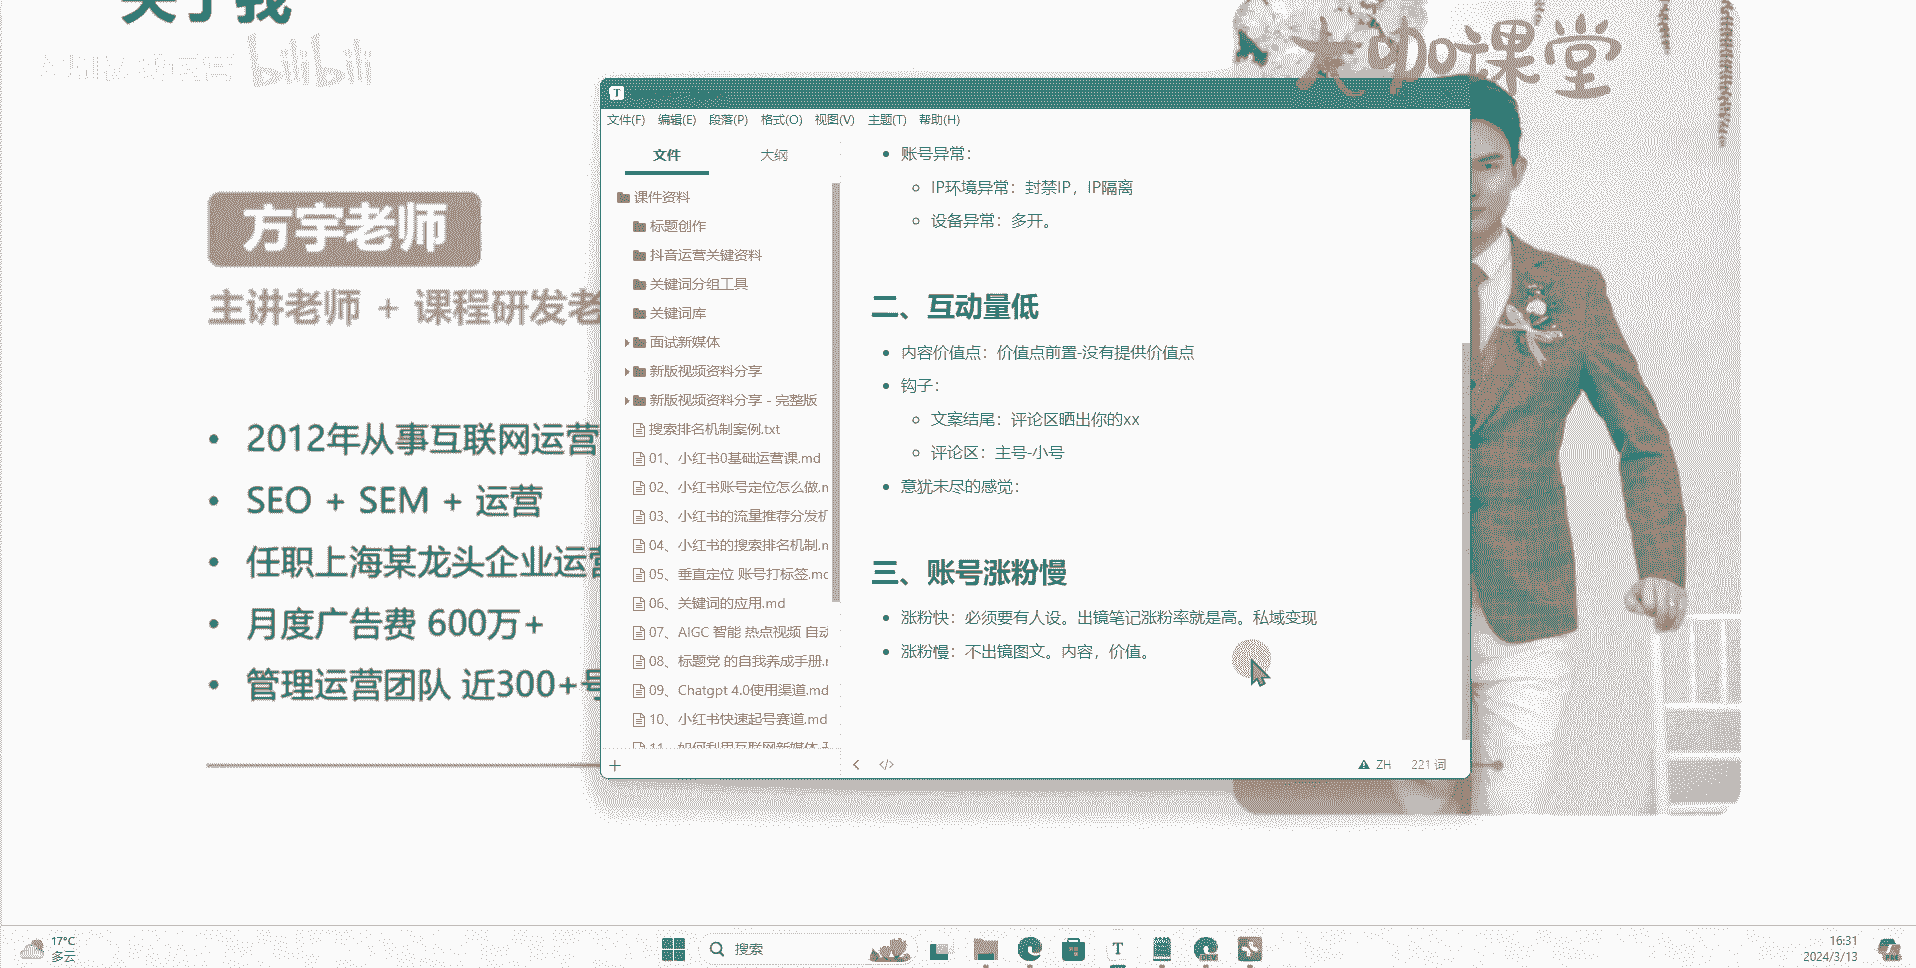 关于我
bilibili
大咖课堂
方宇老师
主讲老师 + 课程研发老
2012年从事互联网运营
SEO + SEM + 运营
任职上海某龙头企业运营
月度广告费 600万+
管理运营团队 近300+号
T
文件(F) 编辑(E) 段落(P) 格式(O) 视图(V) 主题(T) 帮助(H)
文件 大纲
课件资料
标题创作
抖音运营关键资料
关键词分组工具
关键词库
面试新媒体
新版视频资料分享
新版视频资料分享 - 完整版
搜索排名机制案例.txt
01、小红书0基础运营课.md
02、小红书账号定位怎么做.m
03、小红书的流量推荐分发机
04、小红书的搜索排名机制.m
05、垂直定位 账号打标签.mc
06、关键词的应用.md
07、AIGC 智能 热点视频 自动
08、标题党 的自我养成手册.r
09、Chatgpt 4.0使用渠道.md
10、小红书快速起号赛道.md
11、如何利用互联网新媒体
账号异常：
IP环境异常：封禁IP，IP隔离
设备异常：多开。
二、互动量低
内容价值点：价值点前置-没有提供价值点
钩子：
文案结尾：评论区晒出你的xx
评论区：主号-小号
意犹未尽的感觉：
三、账号涨粉慢
涨粉快：必须要有人设。出镜笔记涨粉率就是高。私域变现
涨粉慢：不出镜图文。内容，价值。
ZH 221 词
17°C
多云
搜索
T
DEV
16:31
2024/3/13